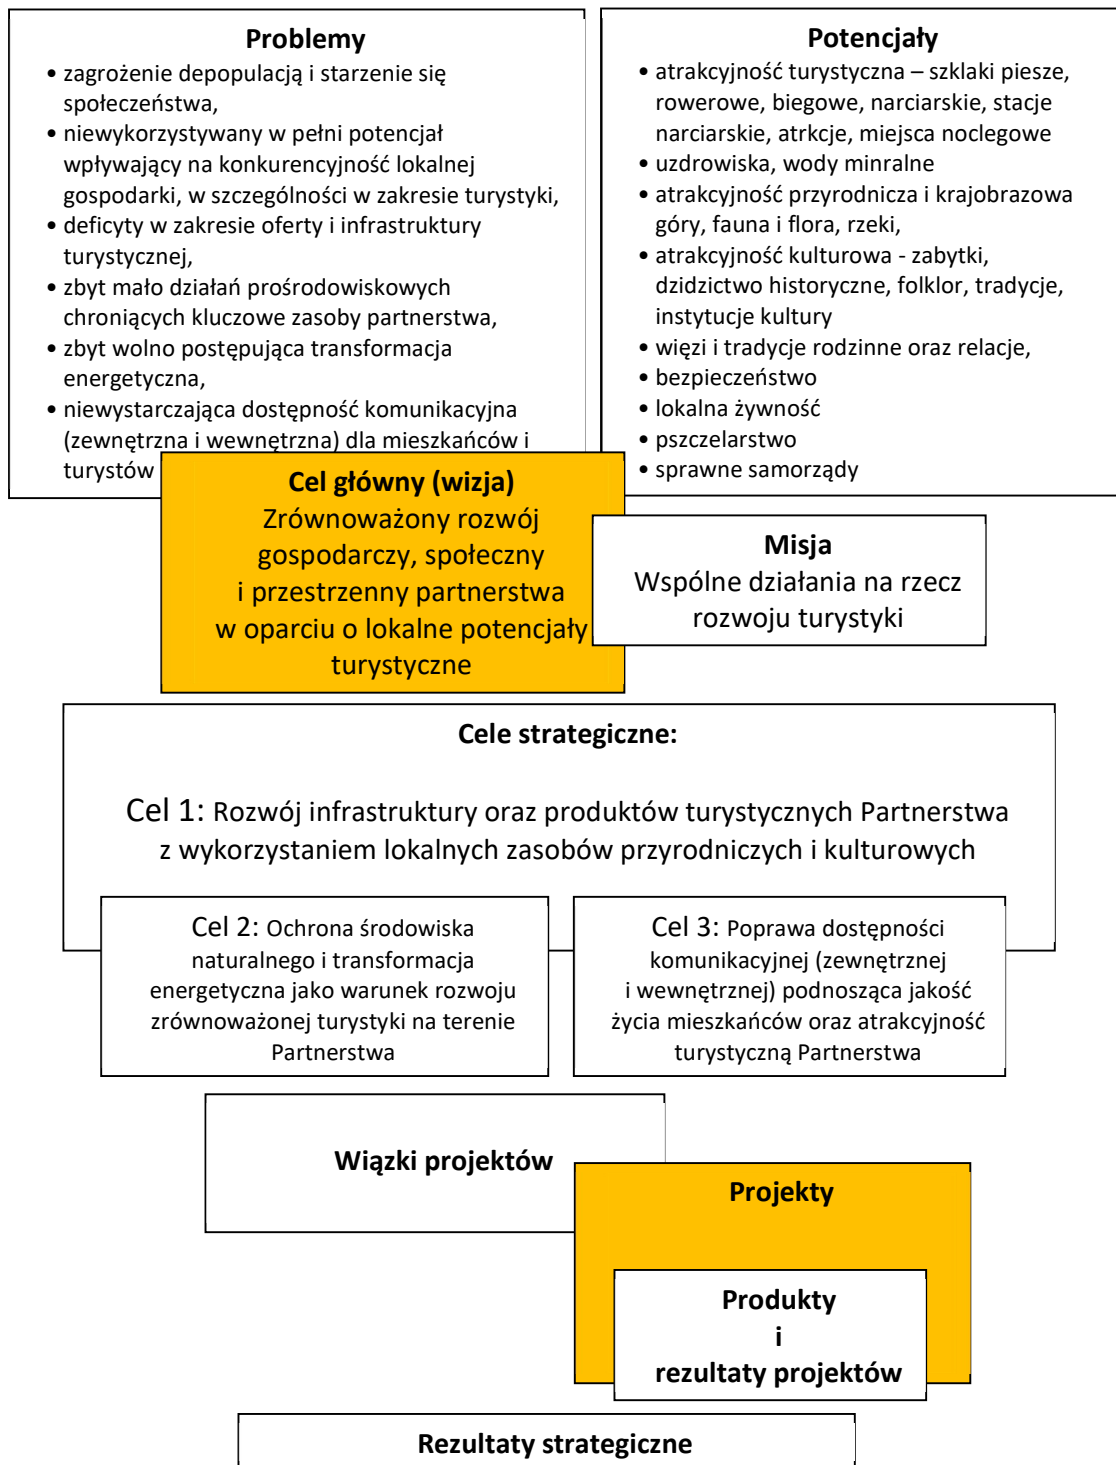 Problemy
• zagrożenie depopulacją i starzenie się
społeczeństwa,
• niewykorzystywany w pełni potencjał
wpływający na konkurencyjność lokalnej
gospodarki, w szczególności w zakresie turystyki,
• deficyty w zakresie oferty i infrastruktury
turystycznej,
• zbyt mało działań prośrodowiskowych
chroniących kluczowe zasoby partnerstwa,
• zbyt wolno postępująca transformacja
energetyczna,
• niewystarczająca dostępność komunikacyjna
(zewnętrzna i wewnętrzna) dla mieszkańców i
turystów
Potencjały
• atrakcyjność turystyczna – szklaki piesze,
rowerowe, biegowe, narciarskie, stacje
narciarskie, atrkcje, miejsca noclegowe
• uzdrowiska, wody minralne
• atrakcyjność przyrodnicza i krajobrazowa
góry, fauna i flora, rzeki,
• atrakcyjność kulturowa - zabytki,
dzidzictwo historyczne, folklor, tradycje,
instytucje kultury
• więzi i tradycje rodzinne oraz relacje,
• bezpieczeństwo
• lokalna żywność
• pszczelarstwo
• sprawne samorządy
Cel główny (wizja)
Zrównoważony rozwój
gospodarczy, społeczny
i przestrzenny partnerstwa
w oparciu o lokalne potencjały
turystyczne
Misja
Wspólne działania na rzecz
rozwoju turystyki
Cele strategiczne:
Cel 1: Rozwój infrastruktury oraz produktów turystycznych Partnerstwa
z wykorzystaniem lokalnych zasobów przyrodniczych i kulturowych
Cel 2: Ochrona środowiska
naturalnego i transformacja
energetyczna jako warunek rozwoju
zrównoważonej turystyki na terenie
Partnerstwa
Cel 3: Poprawa dostępności
komunikacyjnej (zewnętrznej
i wewnętrznej) podnosząca jakość
życia mieszkańców oraz atrakcyjność
turystyczną Partnerstwa
Wiązki projektów
Projekty
Produkty
i
rezultaty projektów
Rezultaty strategiczne